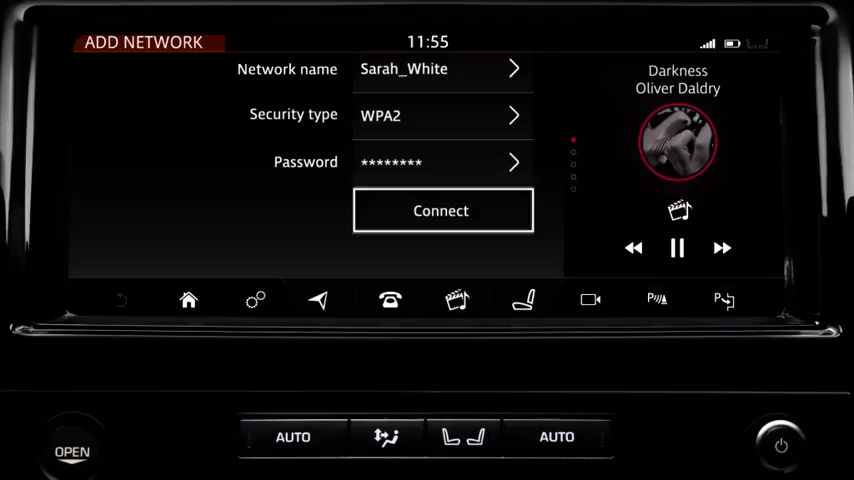 ADD NETWORK
11:55
Network name
Sarah_White
Security type
WPA2
Password
********
Connect
Darkness
Oliver Daldry
P
P
OPEN
AUTO
AUTO